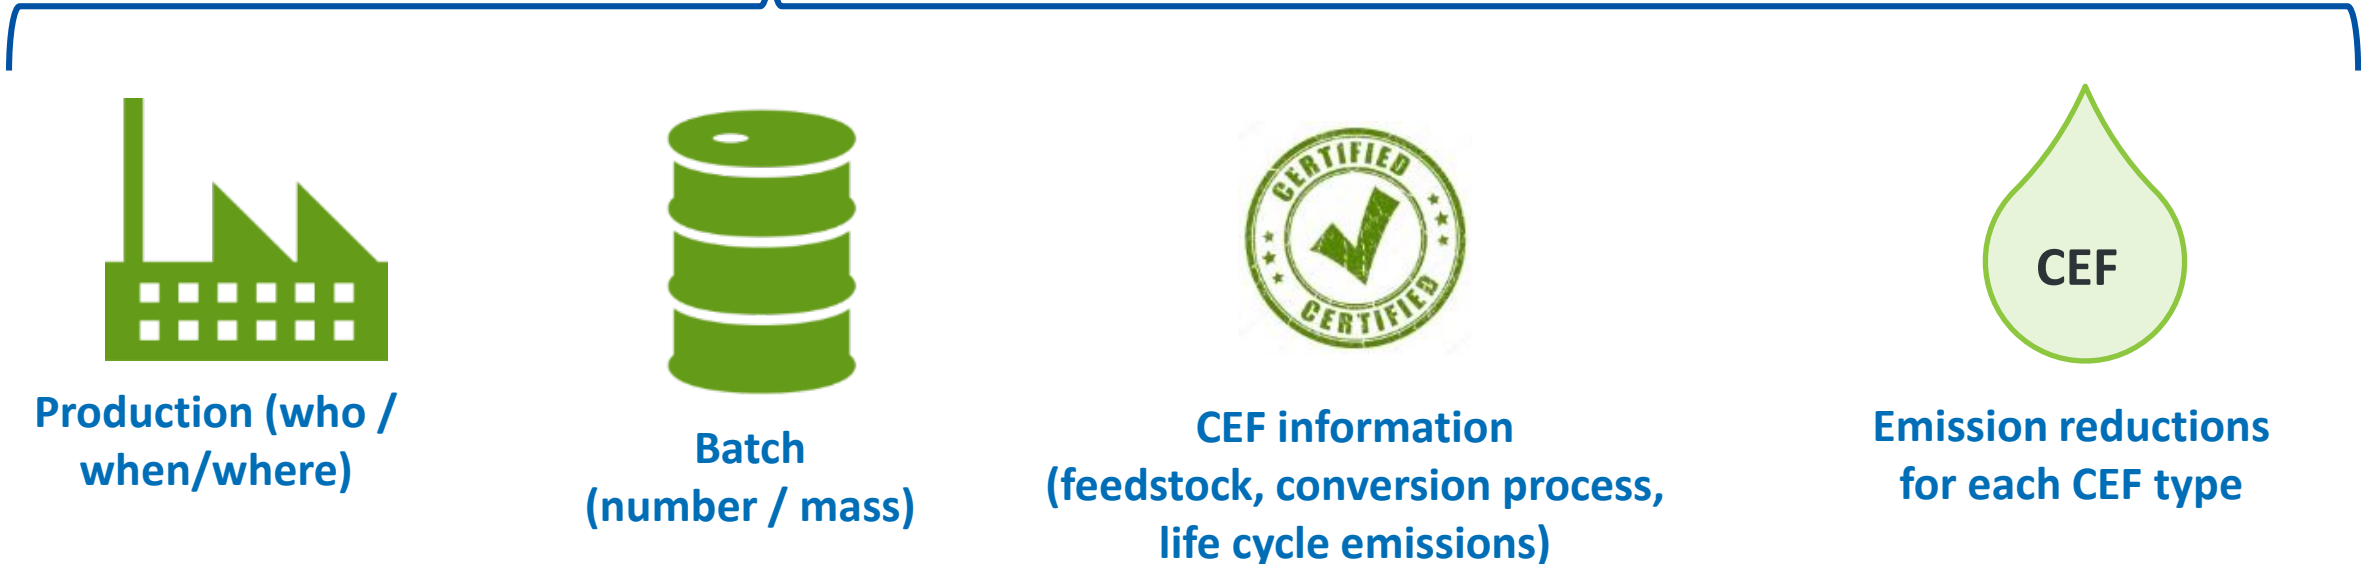 CERTIFIED
CERTIFIED
CEF
Production (who /
when/where)
Batch
(number / mass)
CEF information
(feedstock, conversion process,
life cycle emissions)
Emission reductions
for each CEF type